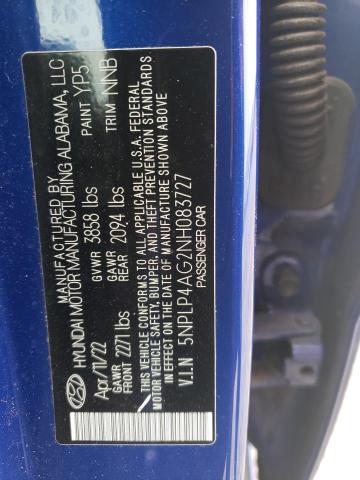 MANUFACTURED BY
HYUNDAI MOTOR MANUFACTURING ALABAMA, LLC
Apr/11/22 GVWR 3858 lbs PAINT YP5
GAWR FRONT 2271 lbs GAWR REAR 2094 lbs TRIM NNB
THIS VEHICLE CONFORMS TO ALL APPLICABLE U.S.A. FEDERAL
MOTOR VEHICLE SAFETY, BUMPER, AND THEFT PREVENTION STANDARDS
IN EFFECT ON THE DATE OF MANUFACTURE SHOWN ABOVE
V.I.N 5NPLP4AG2NH083727
PASSENGER CAR